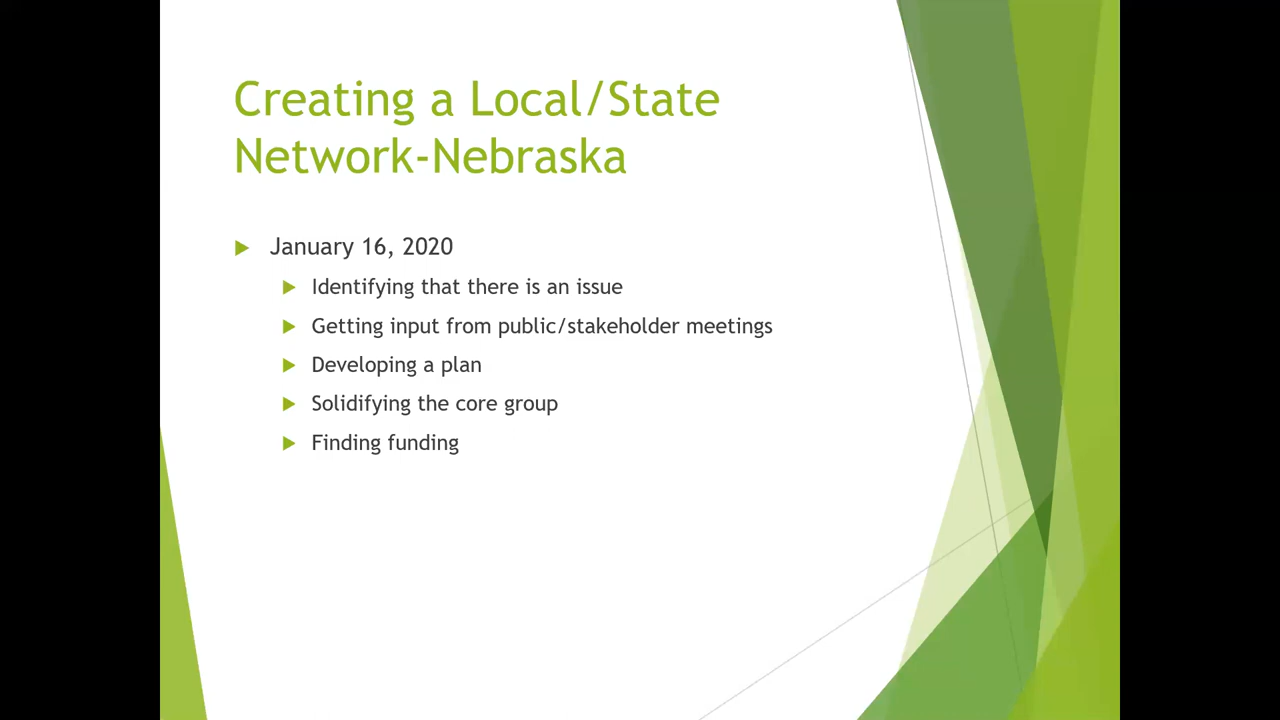 Creating a Local/State
Network-Nebraska
January 16, 2020
Identifying that there is an issue
Getting input from public/stakeholder meetings
Developing a plan
Solidifying the core group
Finding funding